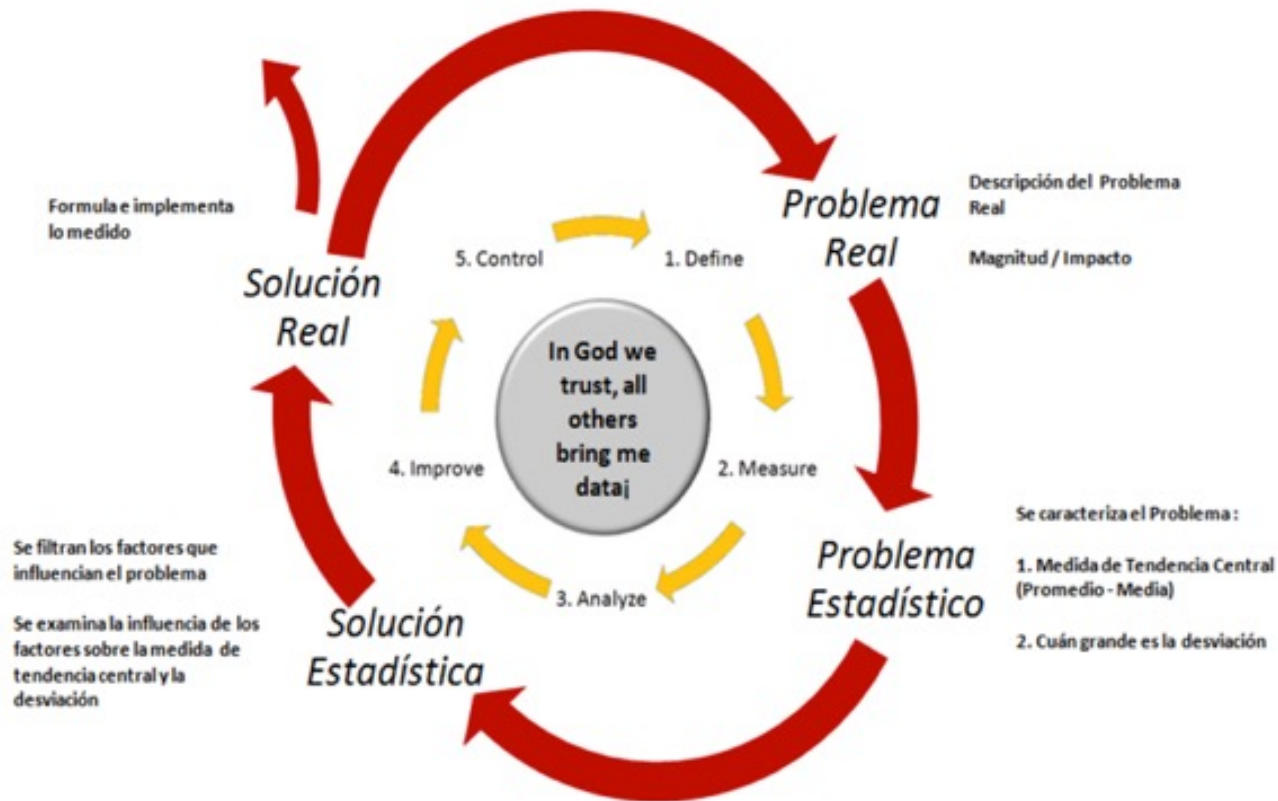 Problema
Real
Descripción del Problema
Real
Magnitud / Impacto
Problema
Estadístico
Se caracteriza el Problema :
1. Medida de Tendencia Central
(Promedio - Media)
2. Cuán grande es la desviación
Solución
Estadística
Se filtran los factores que
influencian el problema
Se examina la influencia de los
factores sobre la medida de
tendencia central y la
desviación
Solución
Real
Formula e implementa
lo medido
1. Define
2. Measure
3. Analyze
4. Improve
5. Control
In God we
trust, all
others
bring me
data¡